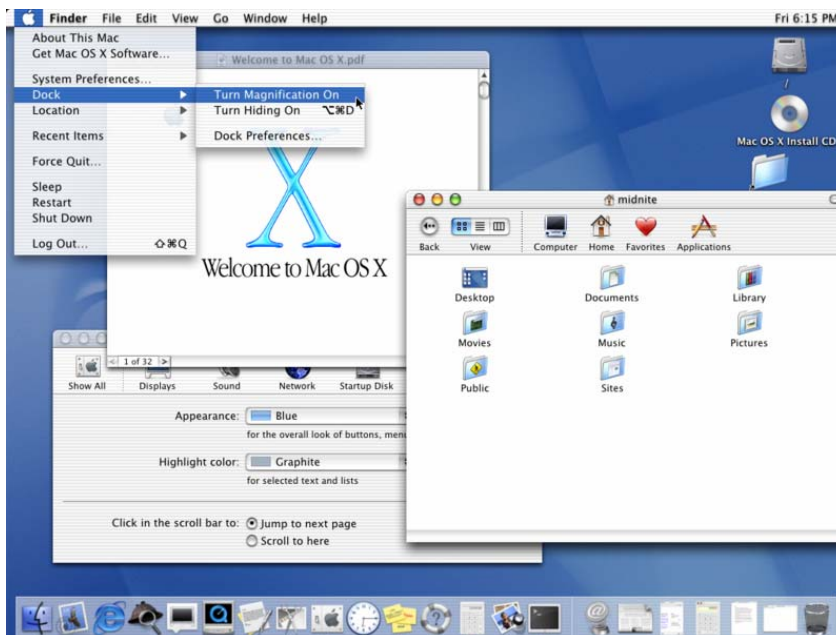 Finder File Edit View Go Window Help
Fri 6:15 PM
About This Mac
Get Mac OS X Software...
System Preferences...
Dock
Location
Recent Items
Force Quit...
Sleep
Restart
Shut Down
Log Out... ⇧⌘Q
Turn Magnification On
Turn Hiding On ⌥⌘D
Dock Preferences...
Welcome to Mac OS X.pdf
X
Welcome to Mac OS X
1 of 32
/
Mac OS X Install CD
midnite
Back View Computer Home Favorites Applications
Desktop Documents Library
Movies Music Pictures
Public Sites
Show All Displays Sound Network Startup Disk
Appearance: Blue
for the overall look of buttons, menu
Highlight color: Graphite
for selected text and lists
Click in the scroll bar to: Jump to next page
Scroll to here